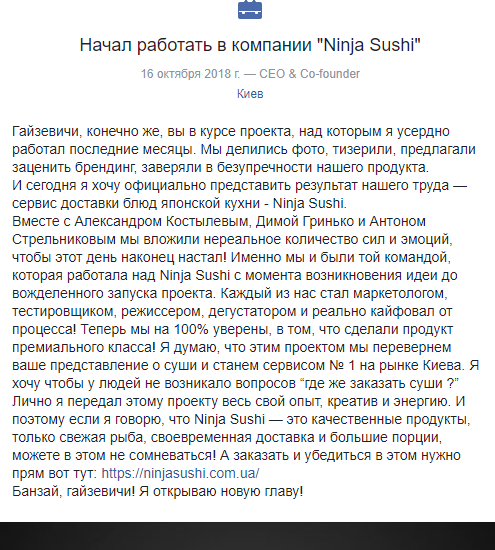 Начал работать в компании "Ninja Sushi"
16 октября 2018 г. — CEO & Co-founder
Киев
Гайзевичи, конечно же, вы в курсе проекта, над которым я усердно
работал последние месяцы. Мы делились фото, тизерили, предлагали
заценить брендинг, заверяли в безупречности нашего продукта.
И сегодня я хочу официально представить результат нашего труда —
сервис доставки блюд японской кухни - Ninja Sushi.
Вместе с Александром Костылевым, Димой Гринько и Антоном
Стрельниковым мы вложили нереальное количество сил и эмоций,
чтобы этот день наконец настал! Именно мы и были той командой,
которая работала над Ninja Sushi с момента возникновения идеи до
вожделенного запуска проекта. Каждый из нас стал маркетологом,
тестировщиком, режиссером, дегустатором и реально кайфовал от
процесса! Теперь мы на 100% уверены, в том, что сделали продукт
премиального класса! Я думаю, что этим проектом мы перевернем
ваше представление о суши и станем сервисом № 1 на рынке Киева. Я
хочу чтобы у людей не возникало вопросов “где же заказать суши ?”
Лично я передал этому проекту весь свой опыт, креатив и энергию. И
поэтому если я говорю, что Ninja Sushi — это качественные продукты,
только свежая рыба, своевременная доставка и большие порции,
можете в этом не сомневаться! А заказать и убедиться в этом нужно
прям вот тут: https://ninjasushi.com.ua/
Банзай, гайзевичи! Я открываю новую главу!